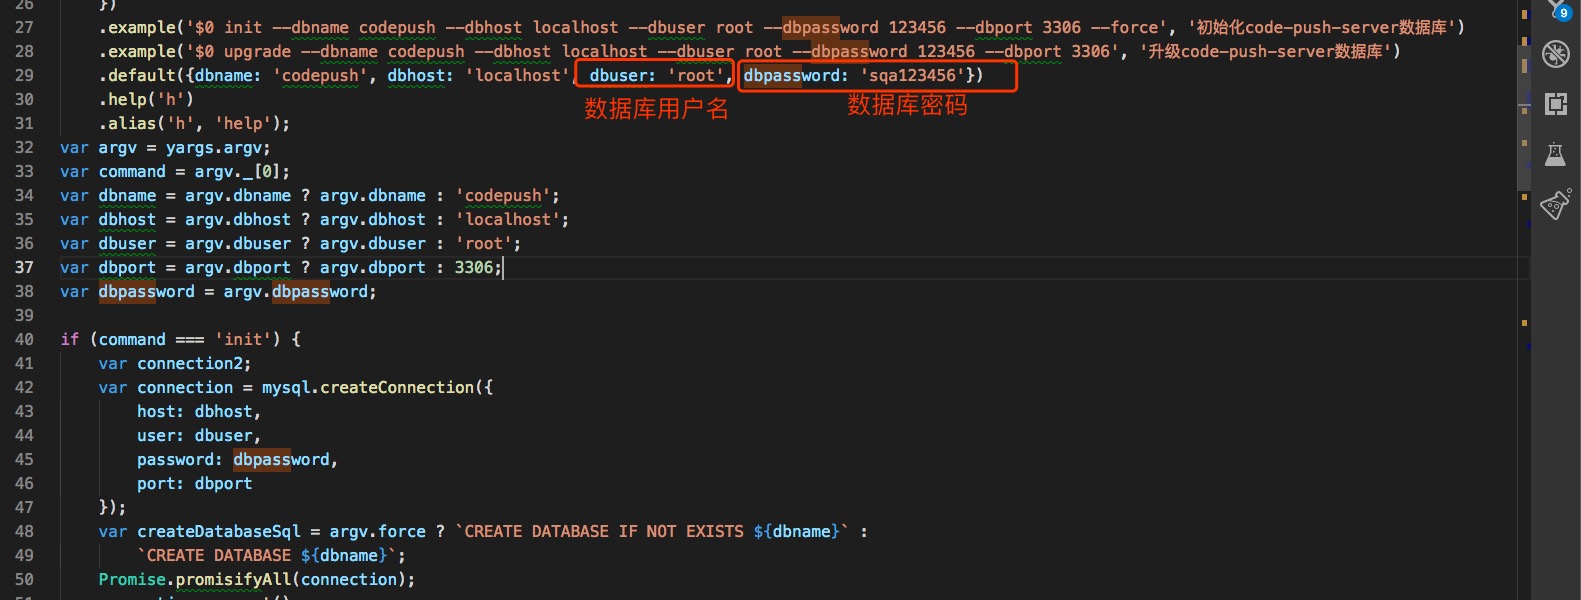 26 })
27 .example('$0 init --dbname codepush --dbhost localhost --dbuser root --dbpassword 123456 --dbport 3306 --force', '初始化code-push-server数据库')
28 .example('$0 upgrade --dbname codepush --dbhost localhost --dbuser root --dbpassword 123456 --dbport 3306', '升级code-push-server数据库')
29 .default({dbname: 'codepush', dbhost: 'localhost', dbuser: 'root', dbpassword: 'sqa123456'})
数据库用户名 数据库密码
30 .help('h')
31 .alias('h', 'help');
32 var argv = yargs.argv;
33 var command = argv._[0];
34 var dbname = argv.dbname ? argv.dbname : 'codepush';
35 var dbhost = argv.dbhost ? argv.dbhost : 'localhost';
36 var dbuser = argv.dbuser ? argv.dbuser : 'root';
37 var dbport = argv.dbport ? argv.dbport : 3306;
38 var dbpassword = argv.dbpassword;
39
40 if (command === 'init') {
41 var connection2;
42 var connection = mysql.createConnection({
43 host: dbhost,
44 user: dbuser,
45 password: dbpassword,
46 port: dbport
47 });
48 var createDatabaseSql = argv.force ? `CREATE DATABASE IF NOT EXISTS ${dbname}` :
49 `CREATE DATABASE ${dbname}`;
50 Promise.promisifyAll(connection);
9